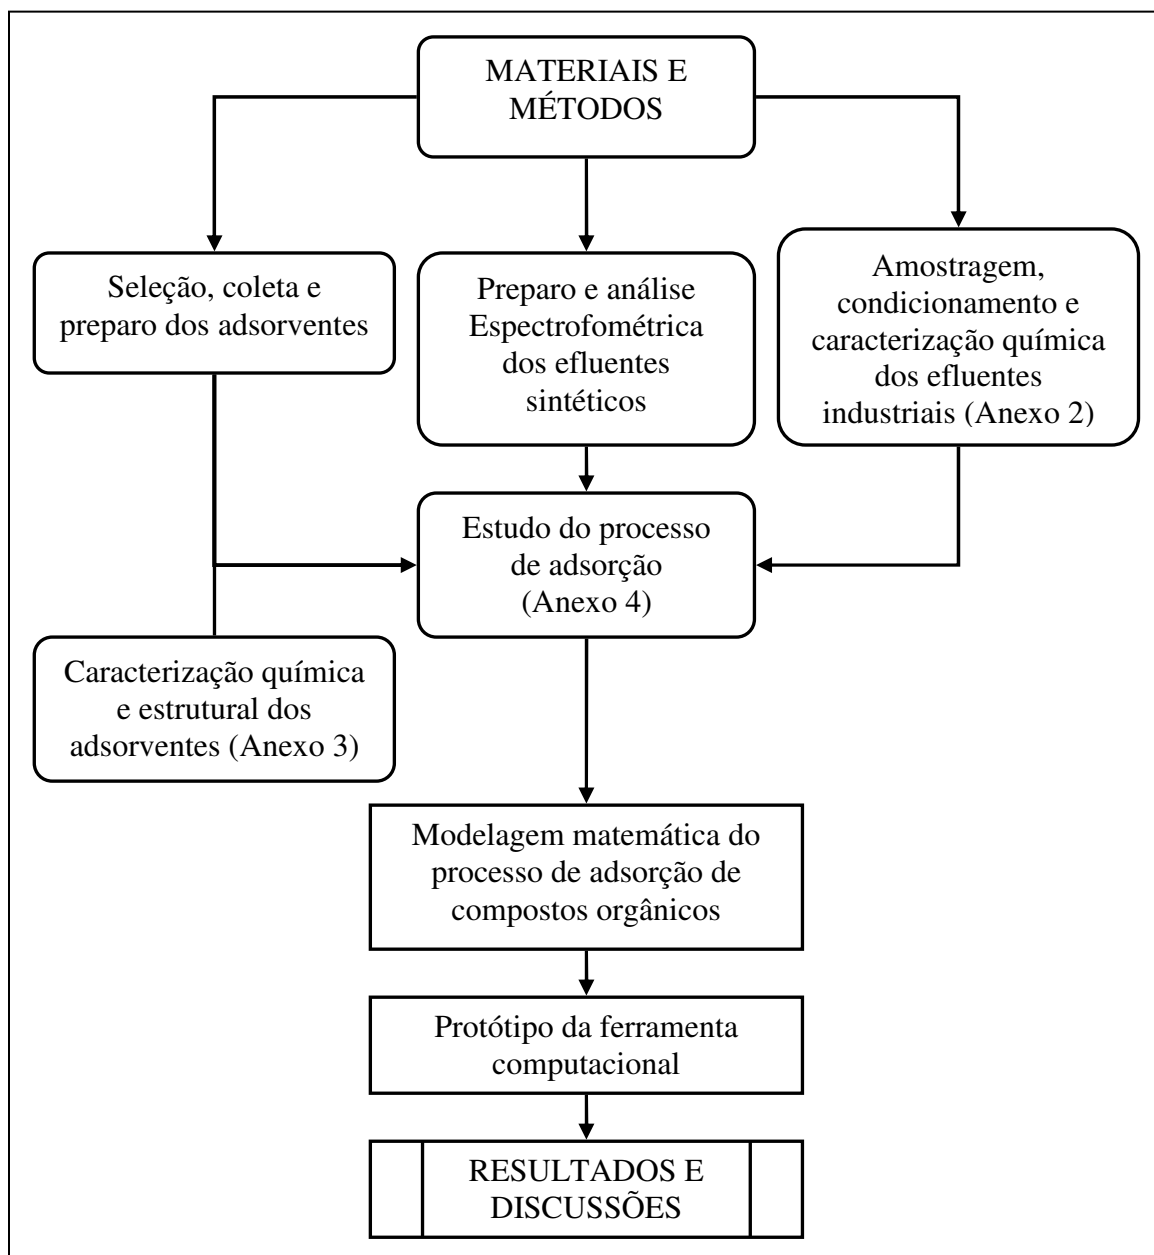 MATERIAIS E
MÉTODOS
Seleção, coleta e
preparo dos adsorventes
Preparo e análise
Espectrofométrica
dos efluentes
sintéticos
Amostragem,
condicionamento e
caracterização química
dos efluentes
industriais (Anexo 2)
Estudo do processo
de adsorção
(Anexo 4)
Caracterização química
e estrutural dos
adsorventes (Anexo 3)
Modelagem matemática do
processo de adsorção de
compostos orgânicos
Protótipo da ferramenta
computacional
RESULTADOS E
DISCUSSÕES